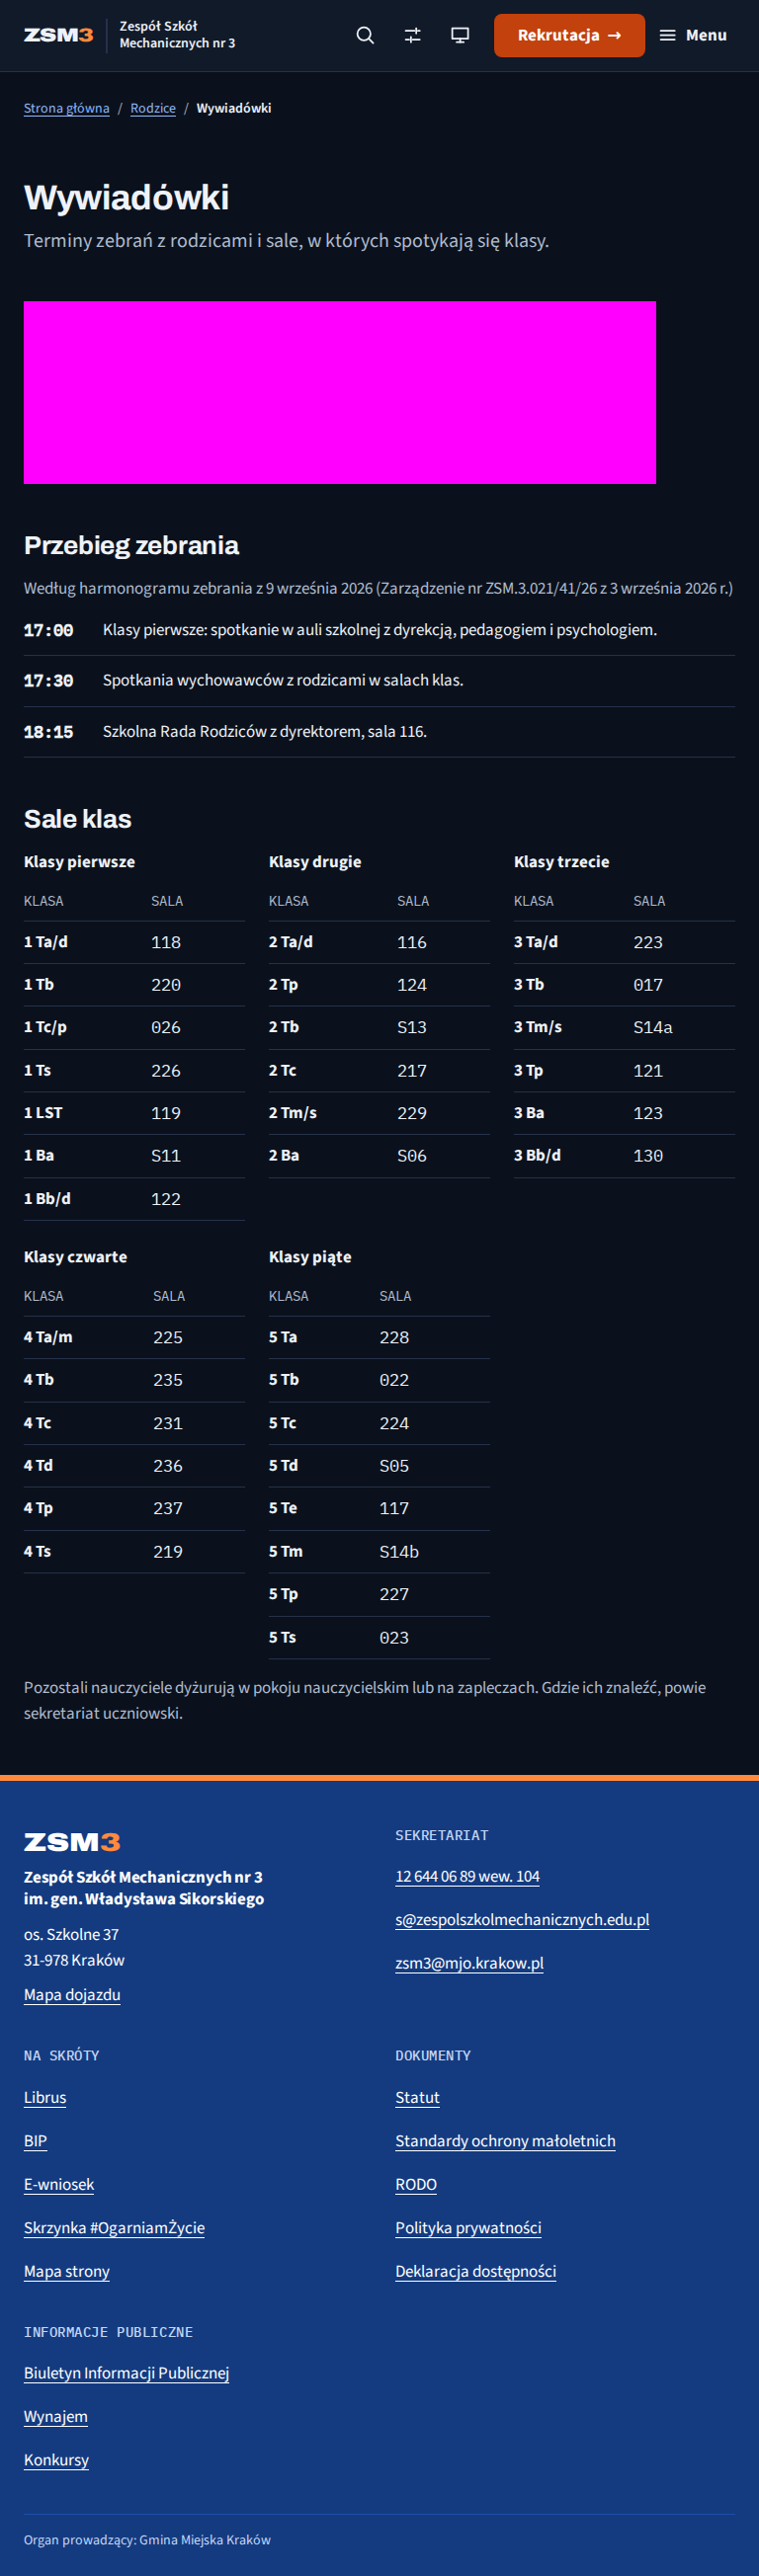 ZSM3
Zespół Szkół
Mechanicznych nr 3
Rekrutacja →
Menu
Strona główna / Rodzice / Wywiadówki
Wywiadówki
Terminy zebrań z rodzicami i sale, w których spotykają się klasy.
Przebieg zebrania
Według harmonogramu zebrania z 9 września 2026 (Zarządzenie nr ZSM.3.021/41/26 z 3 września 2026 r.)
17:00 Klasy pierwsze: spotkanie w auli szkolnej z dyrekcją, pedagogiem i psychologiem.
17:30 Spotkania wychowawców z rodzicami w salach klas.
18:15 Szkolna Rada Rodziców z dyrektorem, sala 116.
Sale klas
Klasy pierwsze
KLASA SALA
1 Ta/d 118
1 Tb 220
1 Tc/p 026
1 Ts 226
1 LST 119
1 Ba S11
1 Bb/d 122
Klasy drugie
KLASA SALA
2 Ta/d 116
2 Tp 124
2 Tb S13
2 Tc 217
2 Tm/s 229
2 Ba S06
Klasy trzecie
KLASA SALA
3 Ta/d 223
3 Tb 017
3 Tm/s S14a
3 Tp 121
3 Ba 123
3 Bb/d 130
Klasy czwarte
KLASA SALA
4 Ta/m 225
4 Tb 235
4 Tc 231
4 Td 236
4 Tp 237
4 Ts 219
Klasy piąte
KLASA SALA
5 Ta 228
5 Tb 022
5 Tc 224
5 Td S05
5 Te 117
5 Tm S14b
5 Tp 227
5 Ts 023
Pozostali nauczyciele dyżurują w pokoju nauczycielskim lub na zapleczach. Gdzie ich znaleźć, powie
sekretariat uczniowski.
ZSM3
Zespół Szkół Mechanicznych nr 3
im. gen. Władysława Sikorskiego
os. Szkolne 37
31-978 Kraków
Mapa dojazdu
SEKRETARIAT
12 644 06 89 wew. 104
s@zespolszkolmechanicznych.edu.pl
zsm3@mjo.krakow.pl
NA SKRÓTY
Librus
BIP
E-wniosek
Skrzynka #OgarniamŻycie
Mapa strony
DOKUMENTY
Statut
Standardy ochrony małoletnich
RODO
Polityka prywatności
Deklaracja dostępności
INFORMACJE PUBLICZNE
Biuletyn Informacji Publicznej
Wynajem
Konkursy
Organ prowadzący: Gmina Miejska Kraków